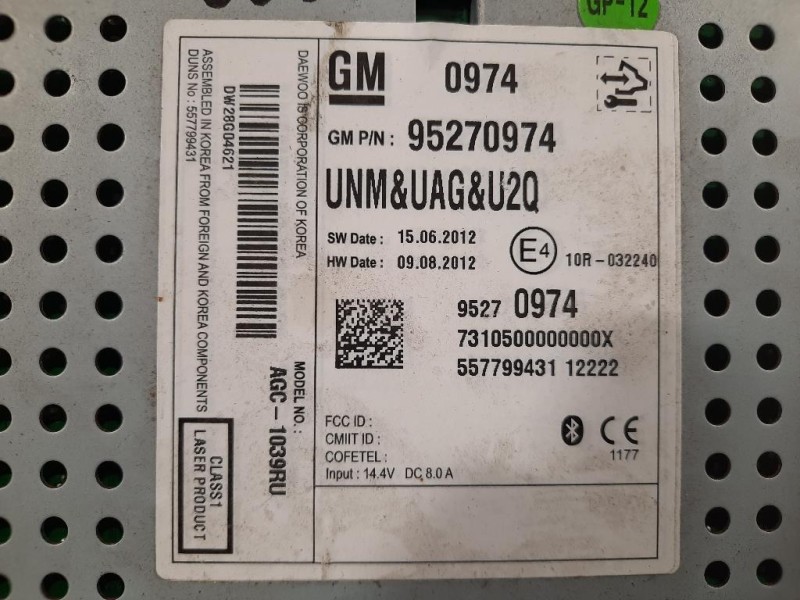 GP-12
GM 0974
GM P/N : 95270974
UNM&UAG&U2Q
SW Date : 15.06.2012
HW Date : 09.08.2012
E4 10R - 032240
9527 0974
7310500000000X
557799431 12222
FCC ID :
CMIIT ID :
COFETEL :
Input : 14.4V DC 8.0 A
CE
1177
DAEWOO IS CORPORATION OF KOREA
MODEL NO. :
AGC - 1039RU
DW28G04621
ASSEMBLED IN KOREA FROM FOREIGN AND KOREA COMPONENTS
DUNS No : 557799431
CLASS1
LASER PRODUCT